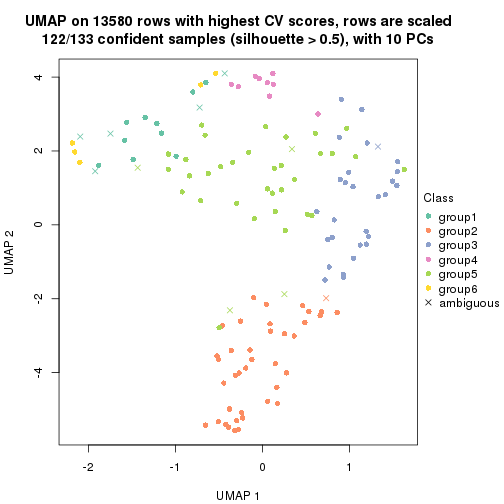 UMAP on 13580 rows with highest CV scores, rows are scaled
122/133 confident samples (silhouette > 0.5), with 10 PCs
4
2
0
-2
-4
UMAP 2
-2
-1
0
1
UMAP 1
Class
group1
group2
group3
group4
group5
group6
ambiguous